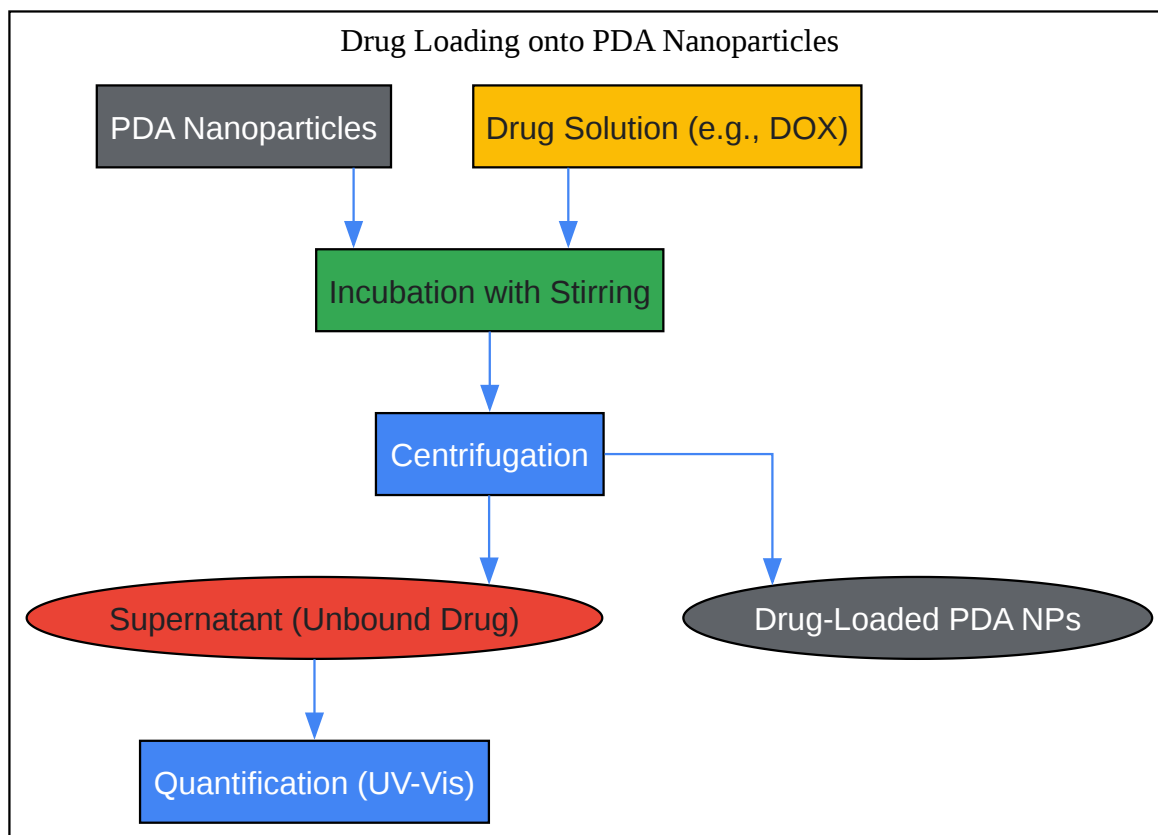 Drug Loading onto PDA Nanoparticles
PDA Nanoparticles
Drug Solution (e.g., DOX)
Incubation with Stirring
Centrifugation
Supernatant (Unbound Drug)
Drug-Loaded PDA NPs
Quantification (UV-Vis)